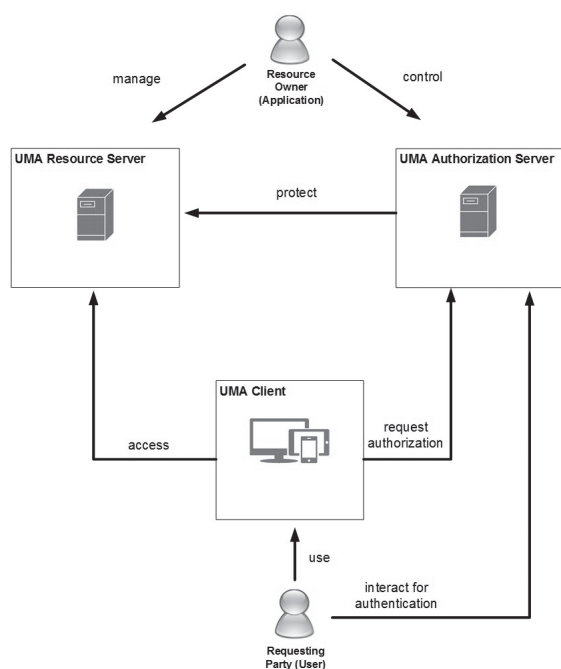 manage
Resource
Owner
(Application)
control
UMA Resource Server
UMA Authorization Server
protect
UMA Client
access
request
authorization
use
interact for
authentication
Requesting
Party (User)